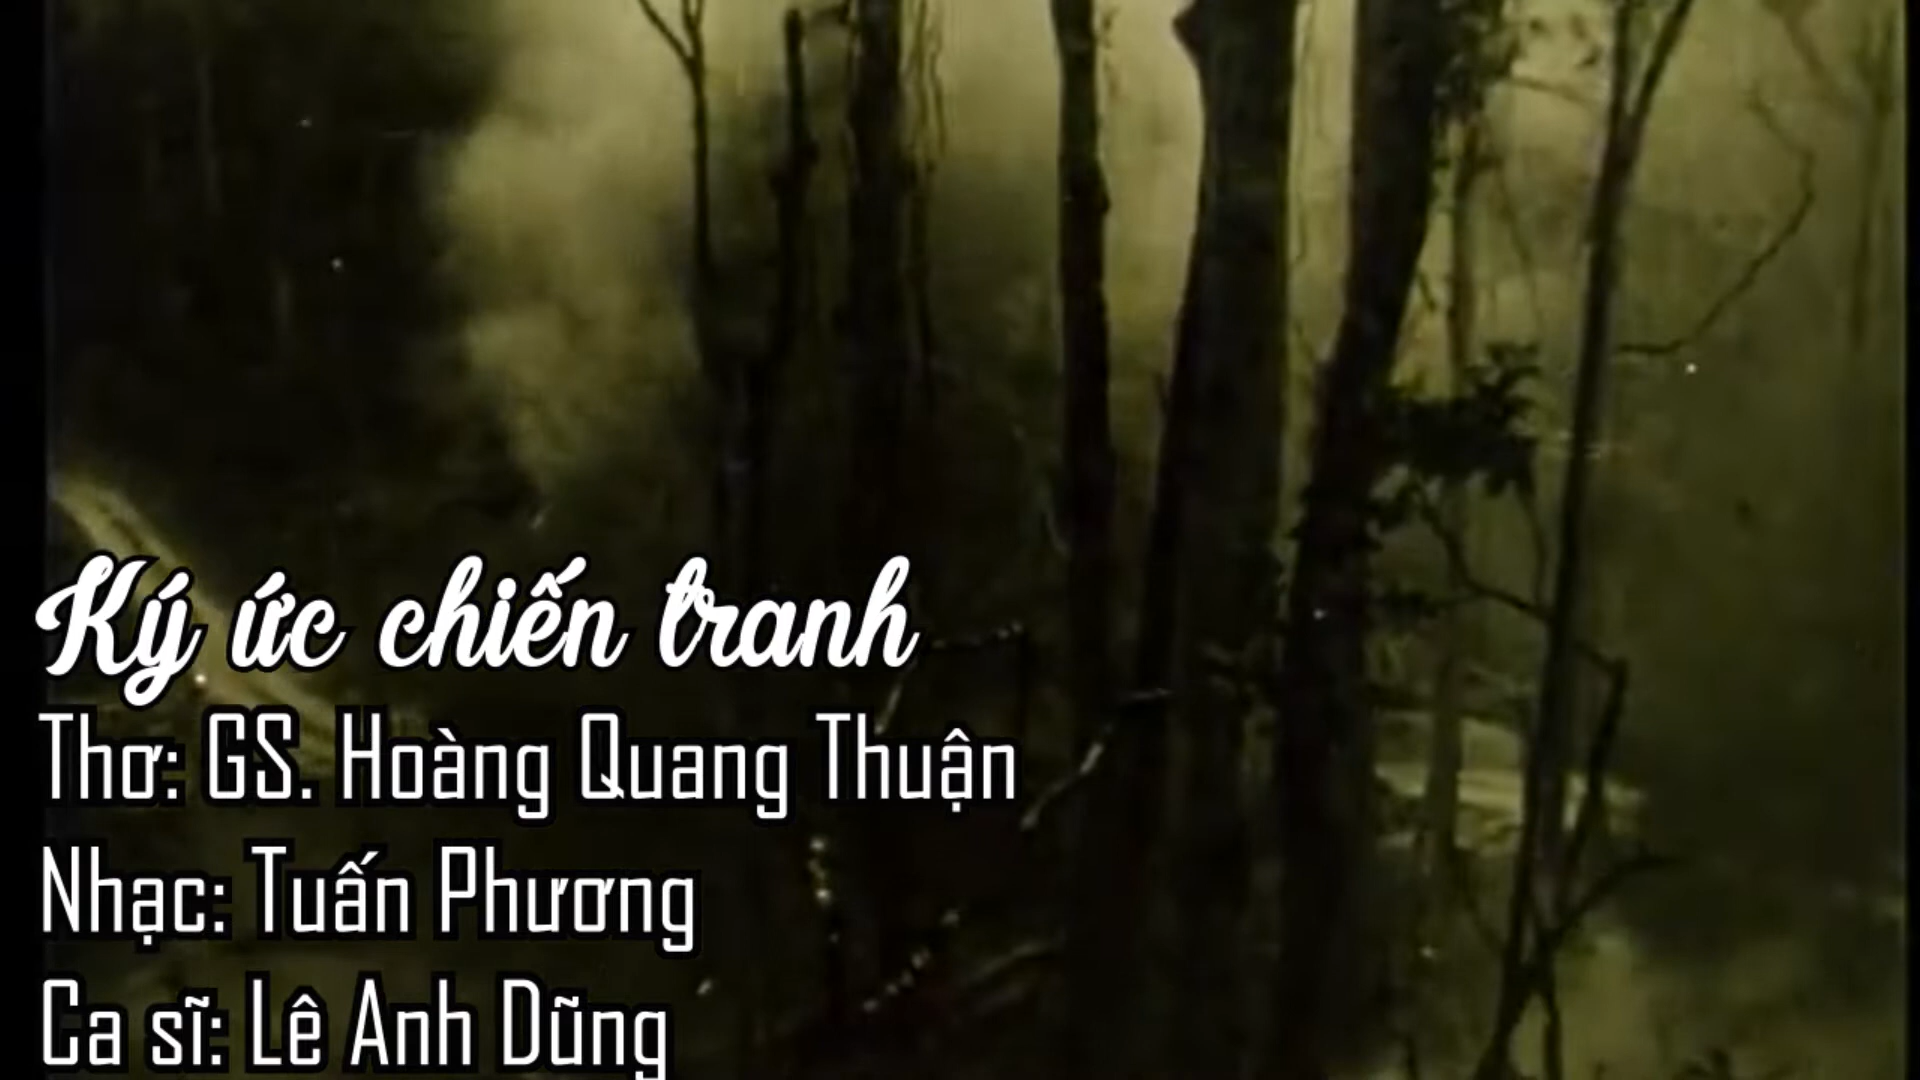 Ký ức chiến tranh
Thơ: GS. Hoàng Quang Thuận
Nhạc: Tuấn Phương
Ca sĩ: Lê Anh Dũng